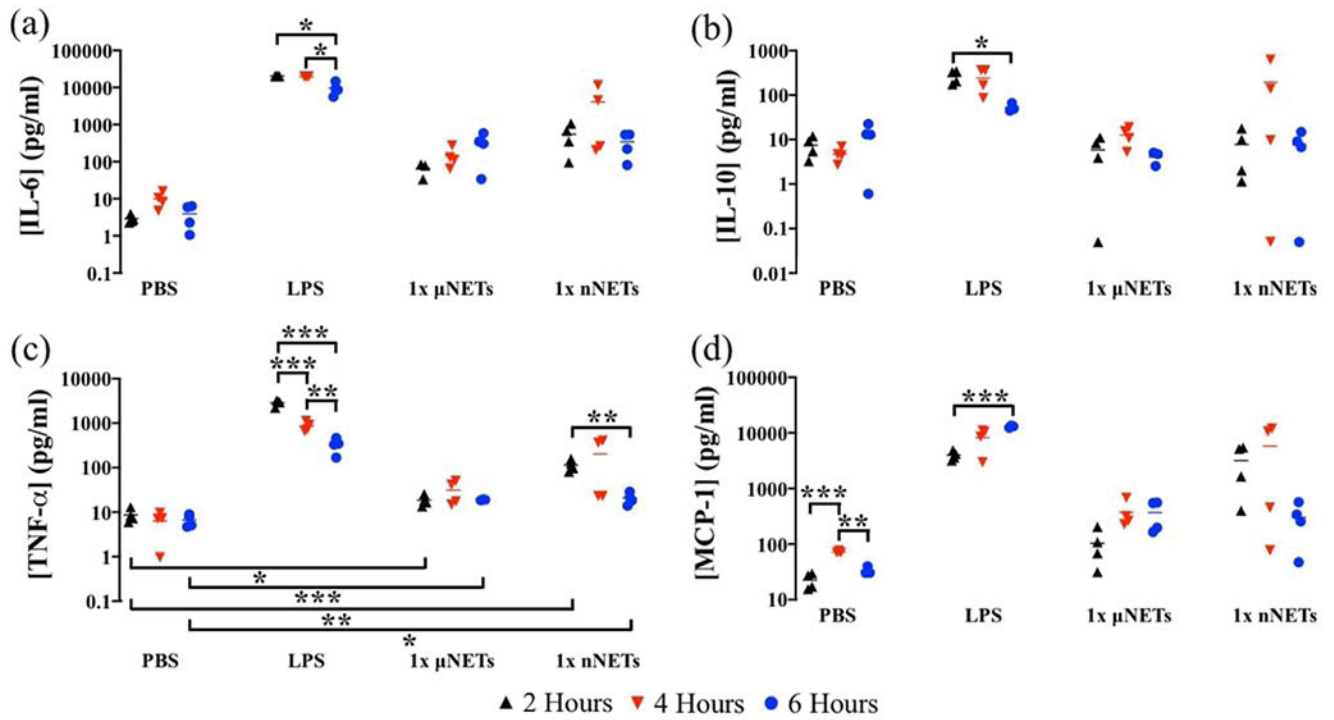 (a)
[IL-6] (pg/ml)
100000
10000
1000
100
10
1
0.1
*
*
PBS LPS 1x μNETs 1x nNETs
(b)
[IL-10] (pg/ml)
1000
100
10
1
0.1
0.01
*
PBS LPS 1x μNETs 1x nNETs
(c)
[TNF-α] (pg/ml)
10000
1000
100
10
1
0.1
***
***
**
**
*
***
**
*
PBS LPS 1x μNETs 1x nNETs
(d)
[MCP-1] (pg/ml)
100000
10000
1000
100
10
***
**
***
PBS LPS 1x μNETs 1x nNETs
▲ 2 Hours ▼ 4 Hours ● 6 Hours